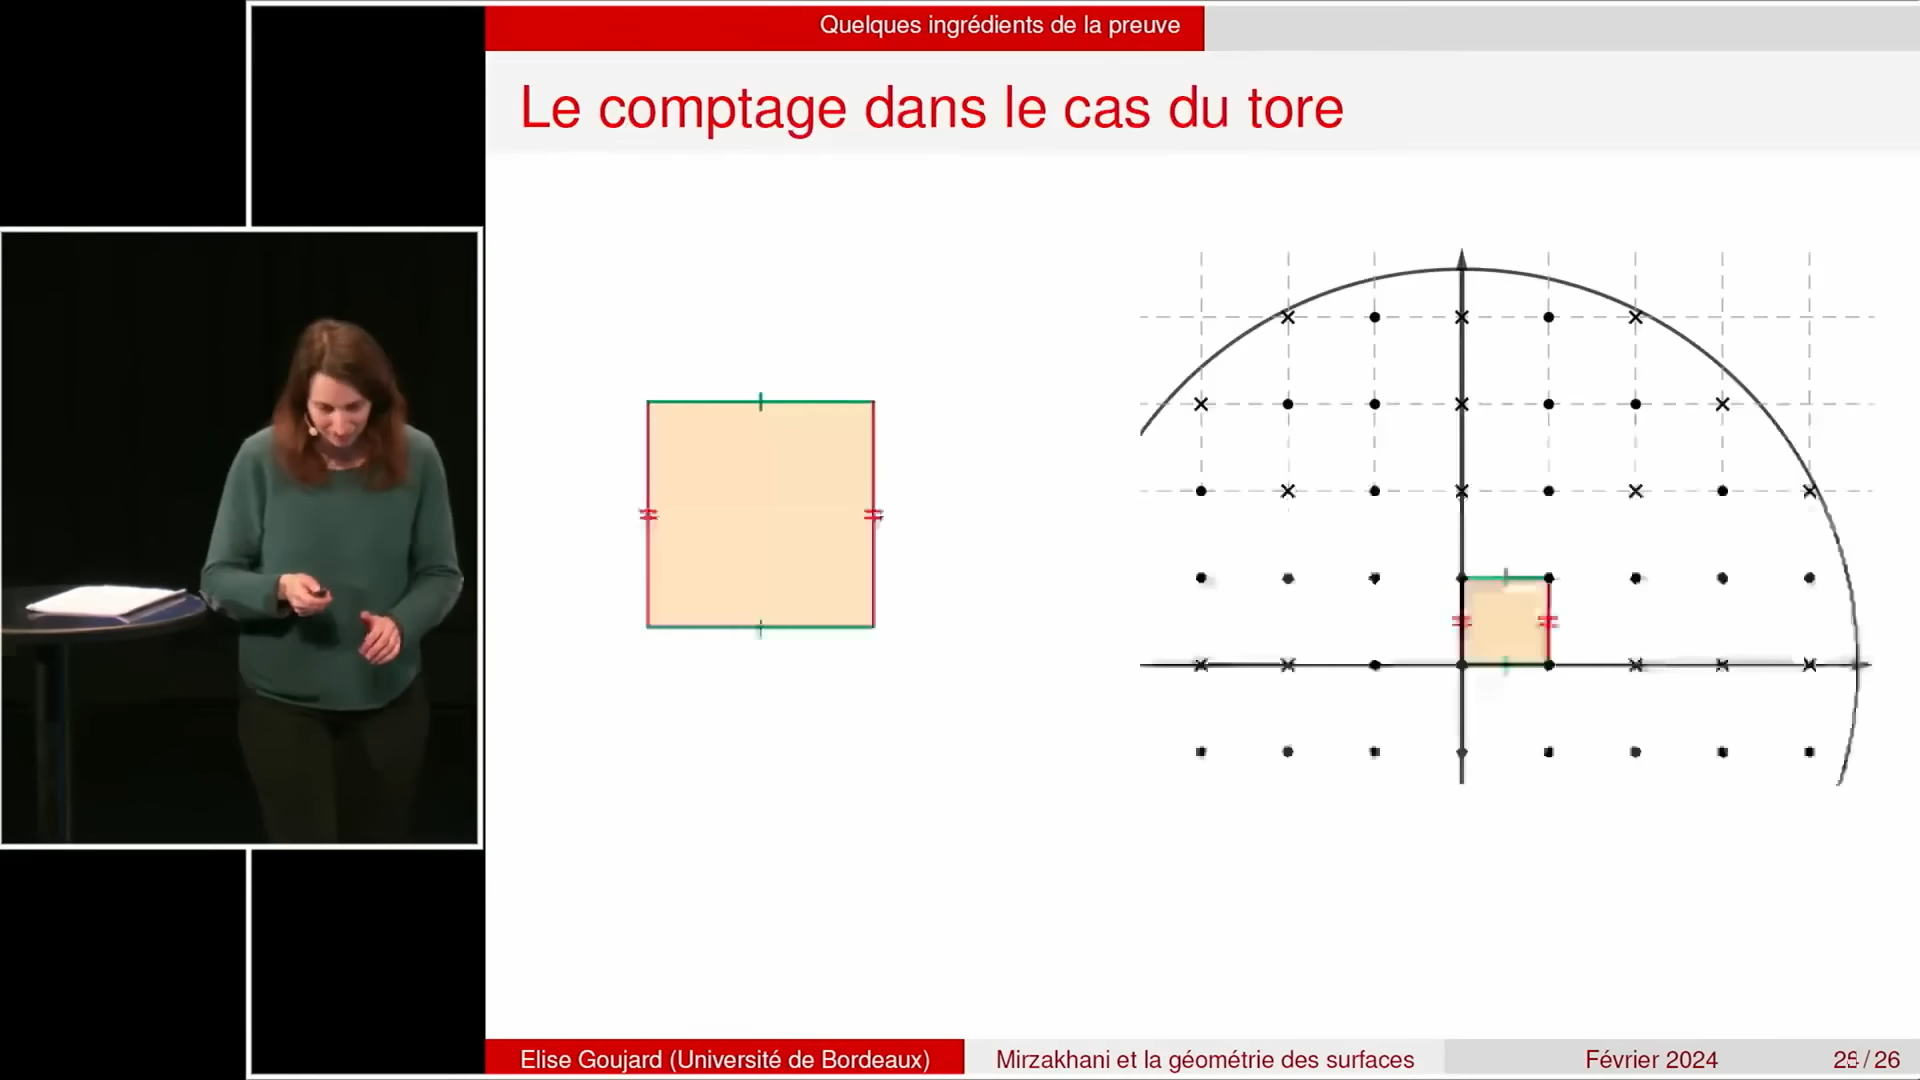 Quelques ingrédients de la preuve
Le comptage dans le cas du tore
Elise Goujard (Université de Bordeaux)
Mirzakhani et la géométrie des surfaces
Février 2024
/ 26